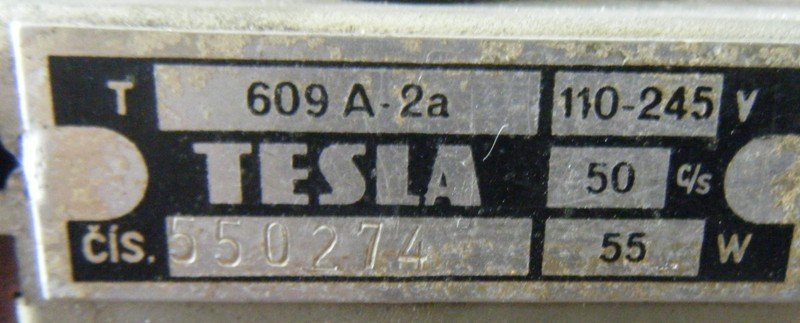 T 609 A-2a 110-245 V
TESLA 50 c/s
ČÍS. 550274 55 W